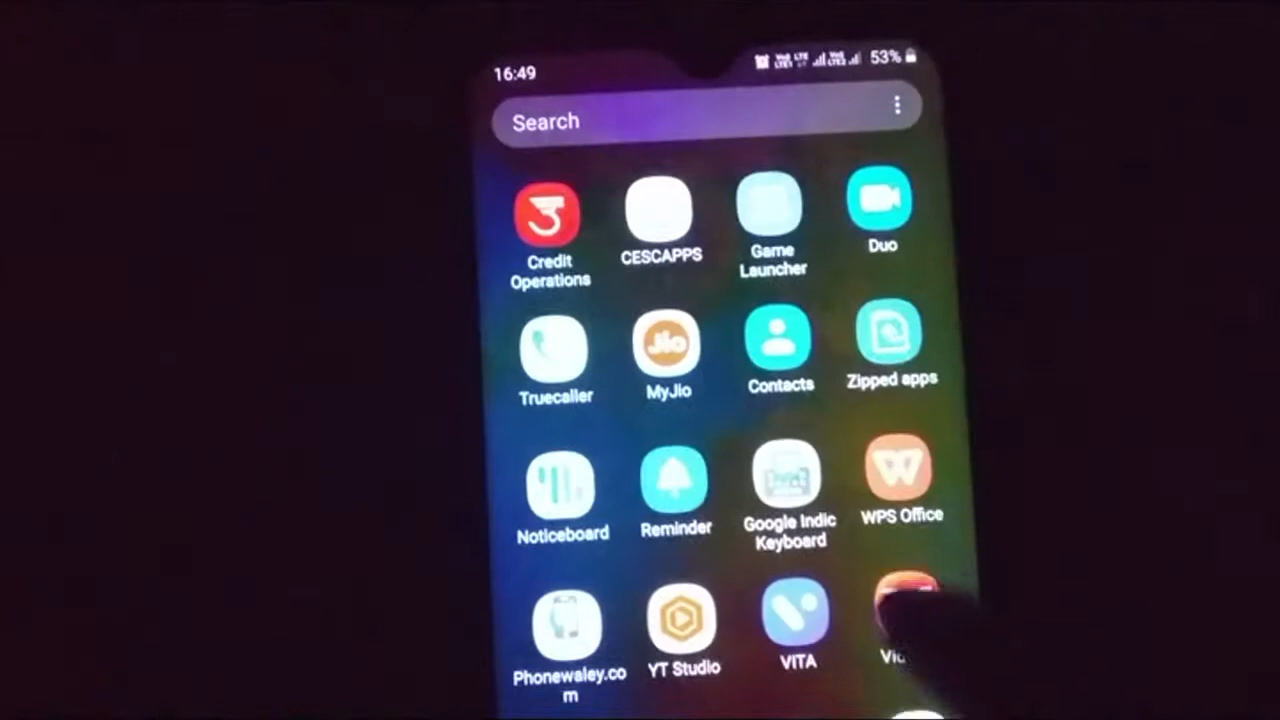 16:49
53%
Search
Credit
Operations
CESCAPPS
Game
Launcher
Duo
Truecaller
Jio
MyJio
Contacts
Zipped apps
Noticeboard
Reminder
Google Indic
Keyboard
WPS Office
Phonewaley.co
m
YT Studio
VITA